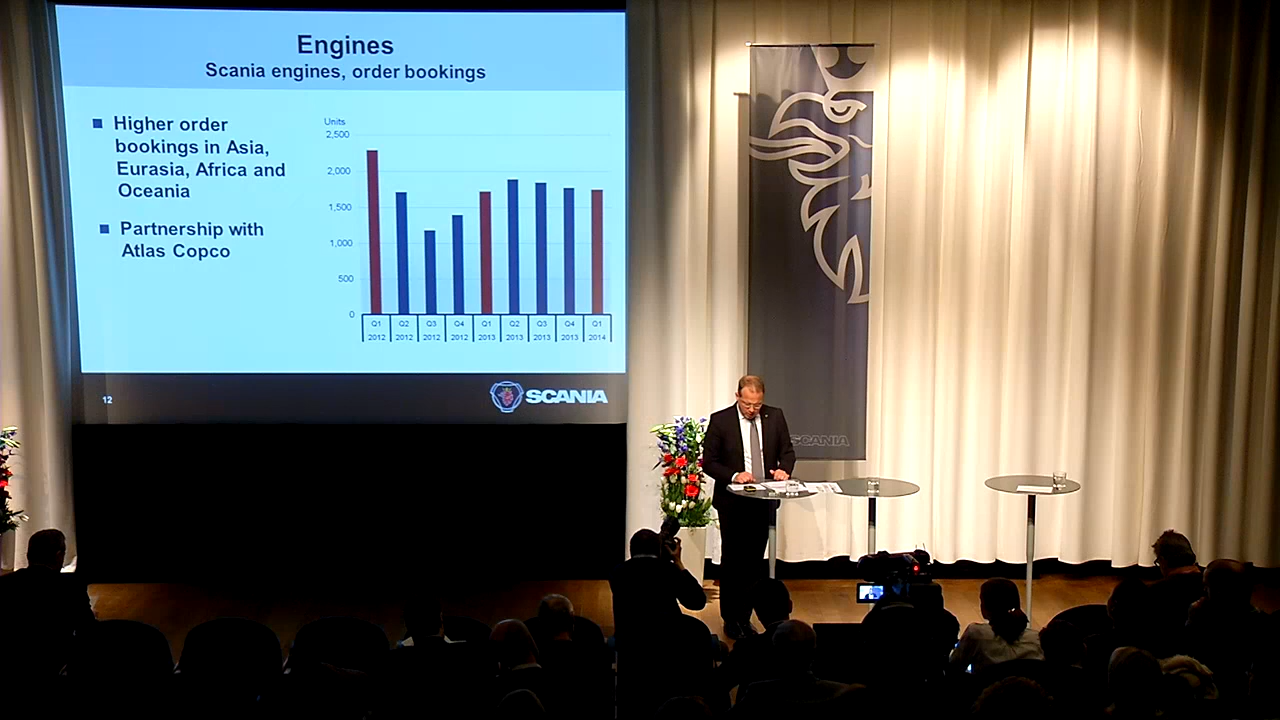 Engines
Scania engines, order bookings
Higher order
bookings in Asia,
Eurasia, Africa and
Oceania
Partnership with
Atlas Copco
Units
2,500
2,000
1,500
1,000
500
0
Q1 Q2 Q3 Q4 Q1 Q2 Q3 Q4 Q1
2012 2012 2012 2012 2013 2013 2013 2013 2014
12
SCANIA
SCANIA